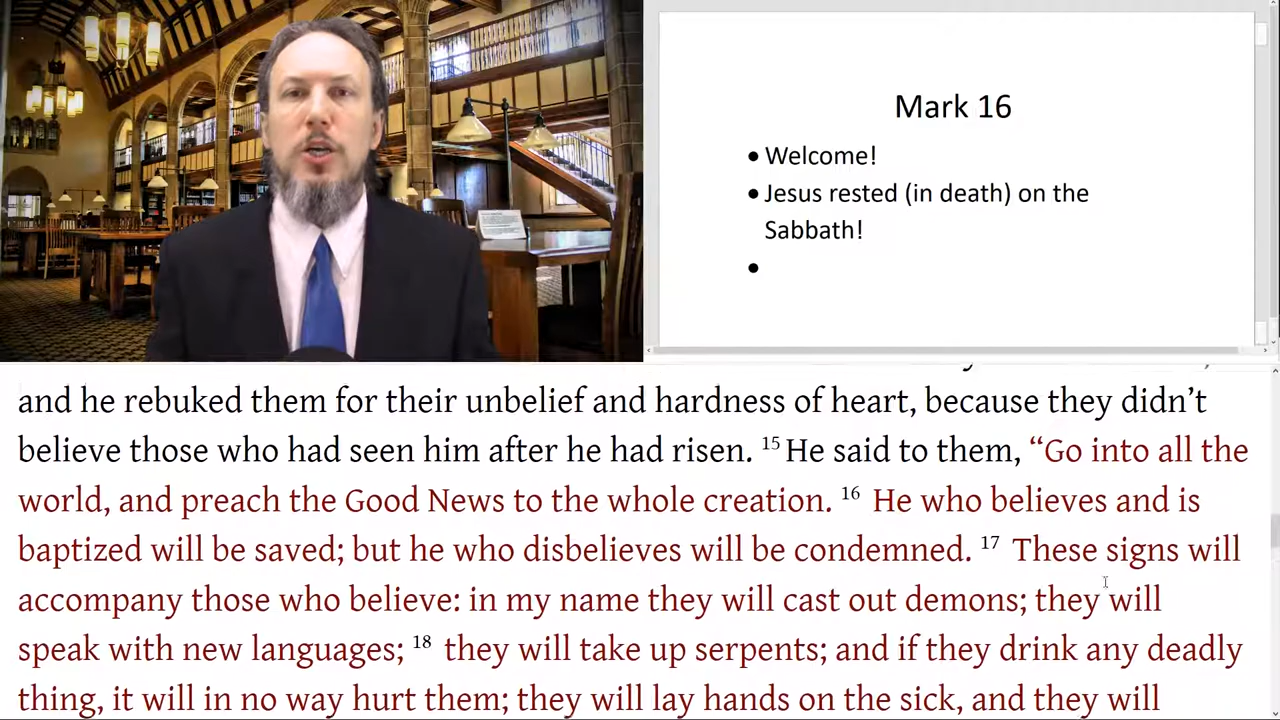 Mark 16
• Welcome!
• Jesus rested (in death) on the
Sabbath!
•
and he rebuked them for their unbelief and hardness of heart, because they didn’t
believe those who had seen him after he had risen. 15 He said to them, “Go into all the
world, and preach the Good News to the whole creation. 16 He who believes and is
baptized will be saved; but he who disbelieves will be condemned. 17 These signs will
accompany those who believe: in my name they will cast out demons; they will
speak with new languages; 18 they will take up serpents; and if they drink any deadly
thing, it will in no way hurt them; they will lay hands on the sick, and they will